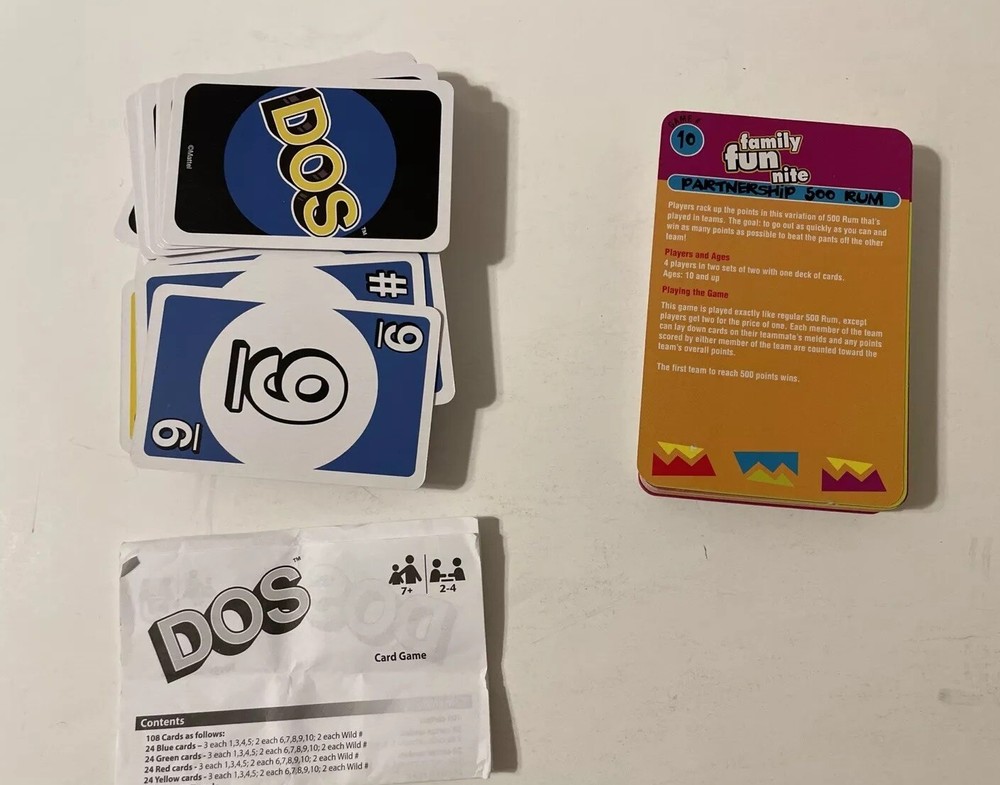 DOS™
©Mattel
#
9
9
9
GAME #
10
family
fun
nite
PARTNERSHIP 500 RUM
Players rack up the points in this variation of 500 Rum that's
played in teams. The goal: to go out as quickly as you can and
win as many points as possible to beat the pants off the other
team!
Players and Ages
4 players in two sets of two with one deck of cards.
Ages: 10 and up
Playing the Game
This game is played exactly like regular 500 Rum, except
players get two for the price of one. Each member of the team
can lay down cards on their teammate's melds and any points
scored by either member of the team are counted toward the
team's overall points.
The first team to reach 500 points wins.
DOS™
7+ 2-4
Card Game
Contents
108 Cards as follows:
24 Blue cards – 3 each 1,3,4,5; 2 each 6,7,8,9,10; 2 each Wild #
24 Green cards - 3 each 1,3,4,5; 2 each 6,7,8,9,10; 2 each Wild #
24 Red cards - 3 each 1,3,4,5; 2 each 6,7,8,9,10; 2 each Wild #
24 Yellow cards - 3 each 1,3,4,5; 2 each 6,7,8,9,10; 2 each Wild #